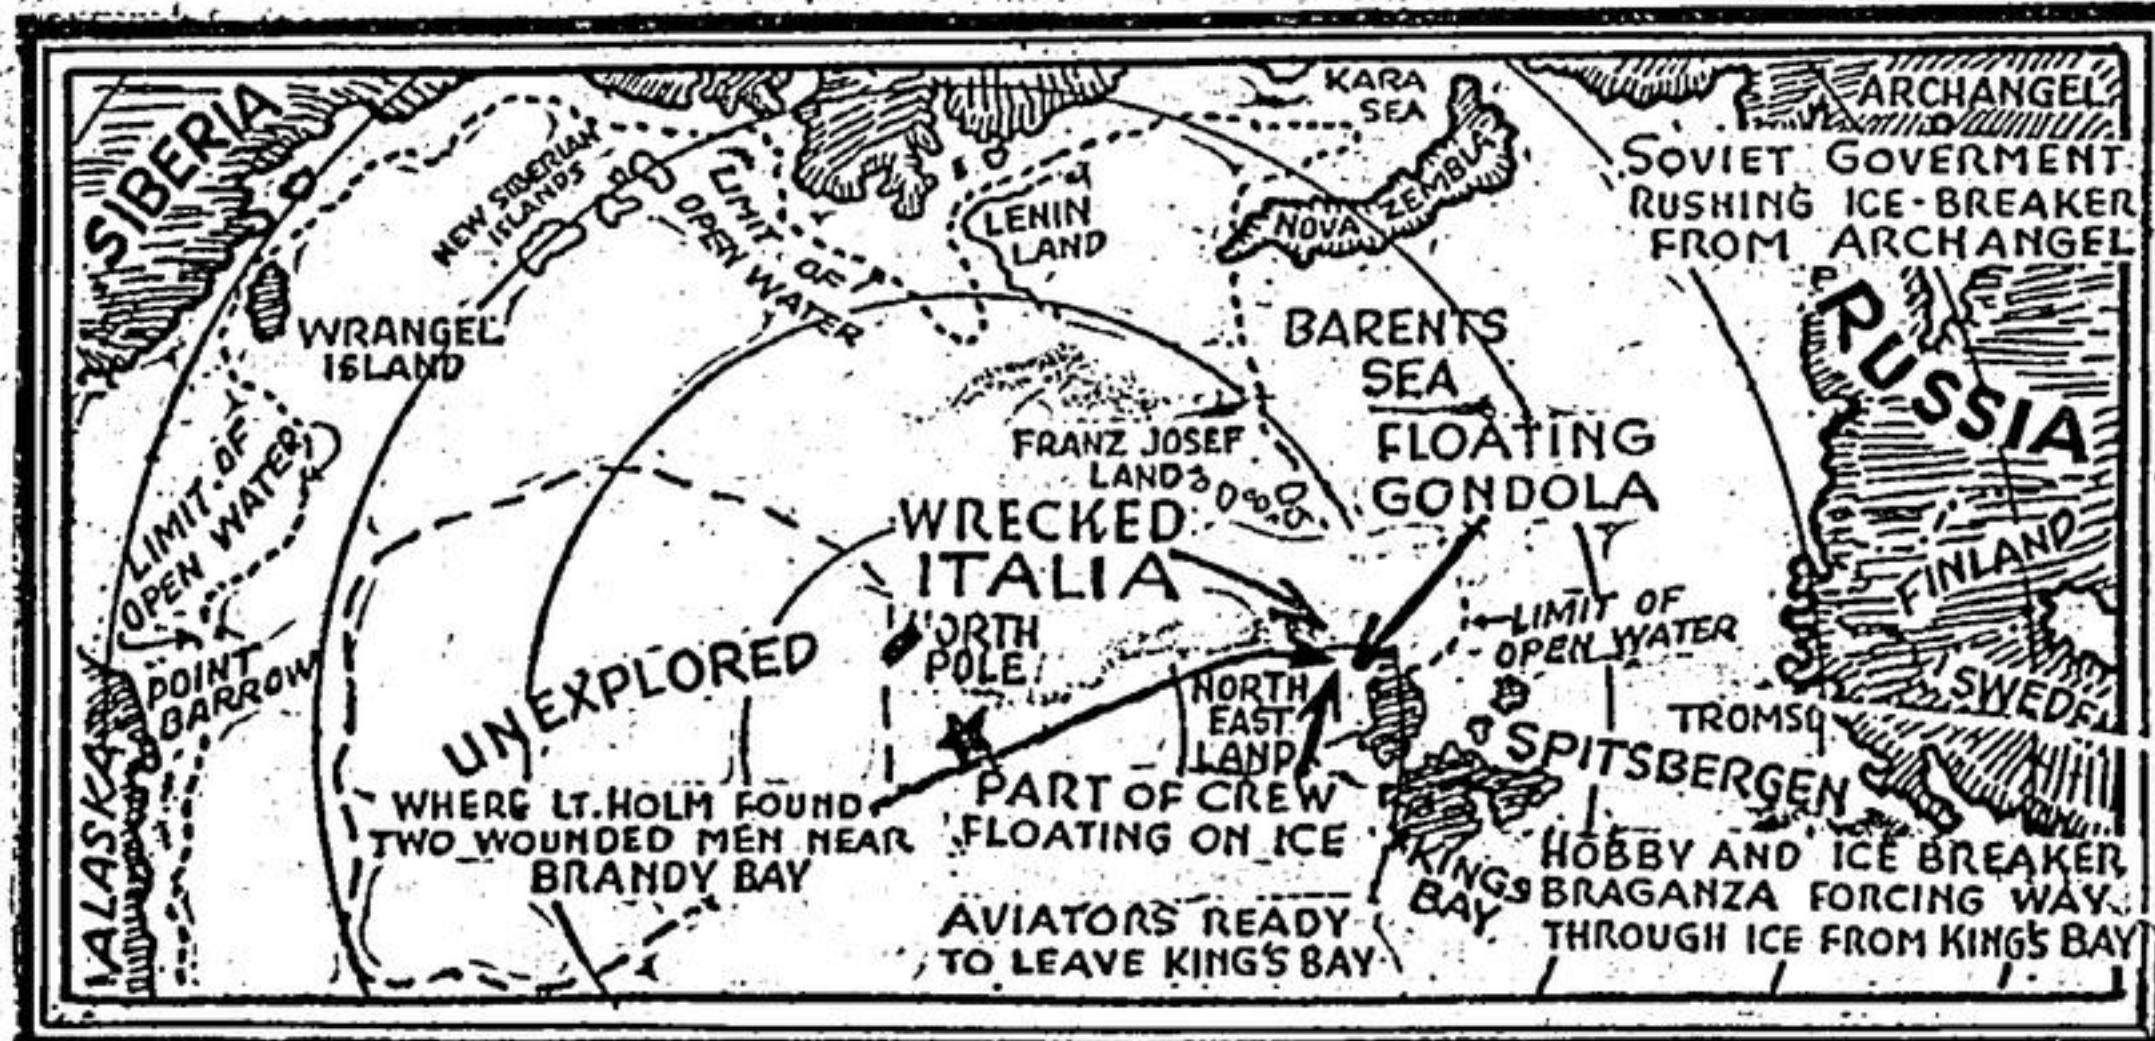 SIBERIA
KARA
SEA
ARCHANGEL
SOVIET GOVERMENT
RUSHING ICE-BREAKER
FROM ARCHANGEL
NEW SIBERIAN
ISLANDS
LIMIT OF
OPEN WATER
LENIN
LAND
NOVA ZEMBLA
WRANGEL
ISLAND
BARENTS
SEA
RUSSIA
LIMIT OF
OPEN WATER
FRANZ JOSEF
LAND
FLOATING
GONDOLA
WRECKED
ITALIA
FINLAND
LIMIT OF
OPEN WATER
NORTH
POLE
UNEXPLORED
POINT
BARROW
NORTH
EAST
LAND
SWEDEN
TROMSO
SPITSBERGEN
ALASKA
WHERE LT. HOLM FOUND
TWO WOUNDED MEN NEAR
BRANDY BAY
PART OF CREW
FLOATING ON ICE
KINGS
BAY
HOBBY AND ICE BREAKER
BRAGANZA FORCING WAY
THROUGH ICE FROM KING'S BAY
AVIATORS READY
TO LEAVE KING'S BAY